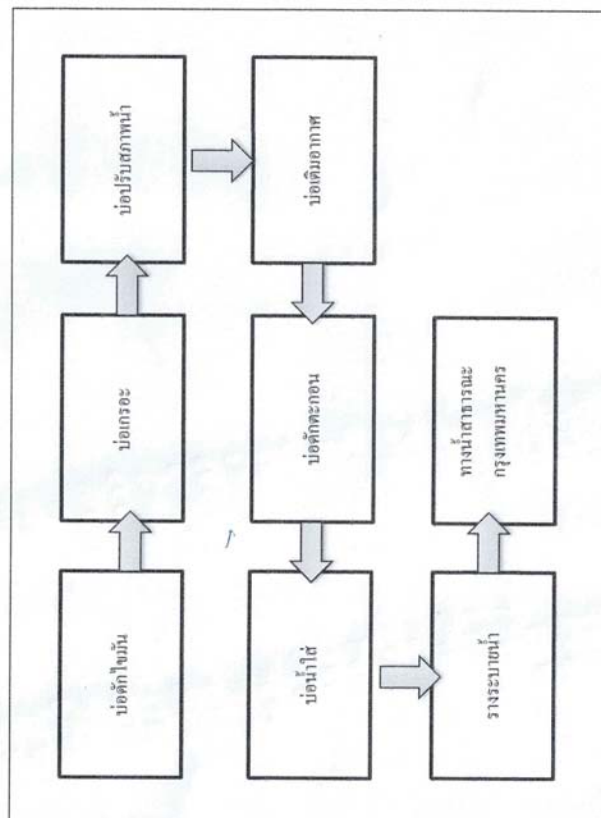 บ่อดักไขมัน
บ่อเกรอะ
บ่อปรับสภาพน้ำ
บ่อเติมอากาศ
บ่อดักตะกอน
บ่อน้ำใส่
รางระบายน้ำ
ทางน้ำสาธารณะ
กรุงเทพมหานคร